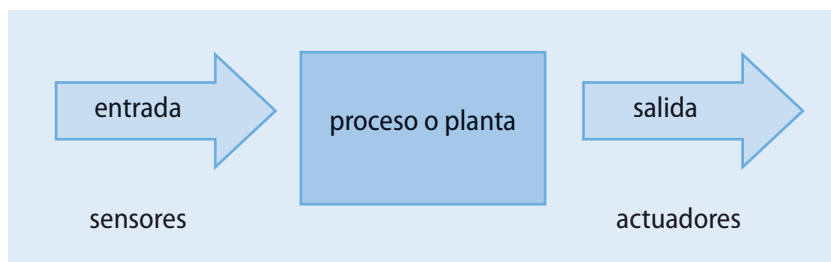 entrada
proceso o planta
salida
sensores
actuadores